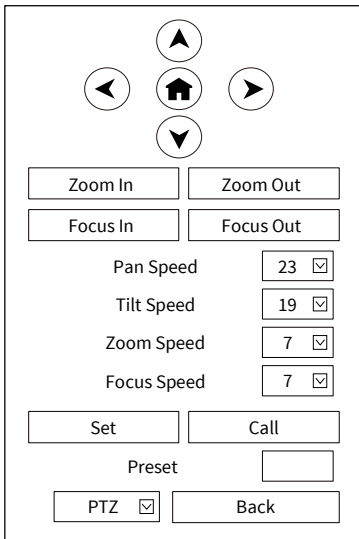 Zoom In Zoom Out
Focus In Focus Out
Pan Speed 23
Tilt Speed 19
Zoom Speed 7
Focus Speed 7
Set Call
Preset
PTZ Back